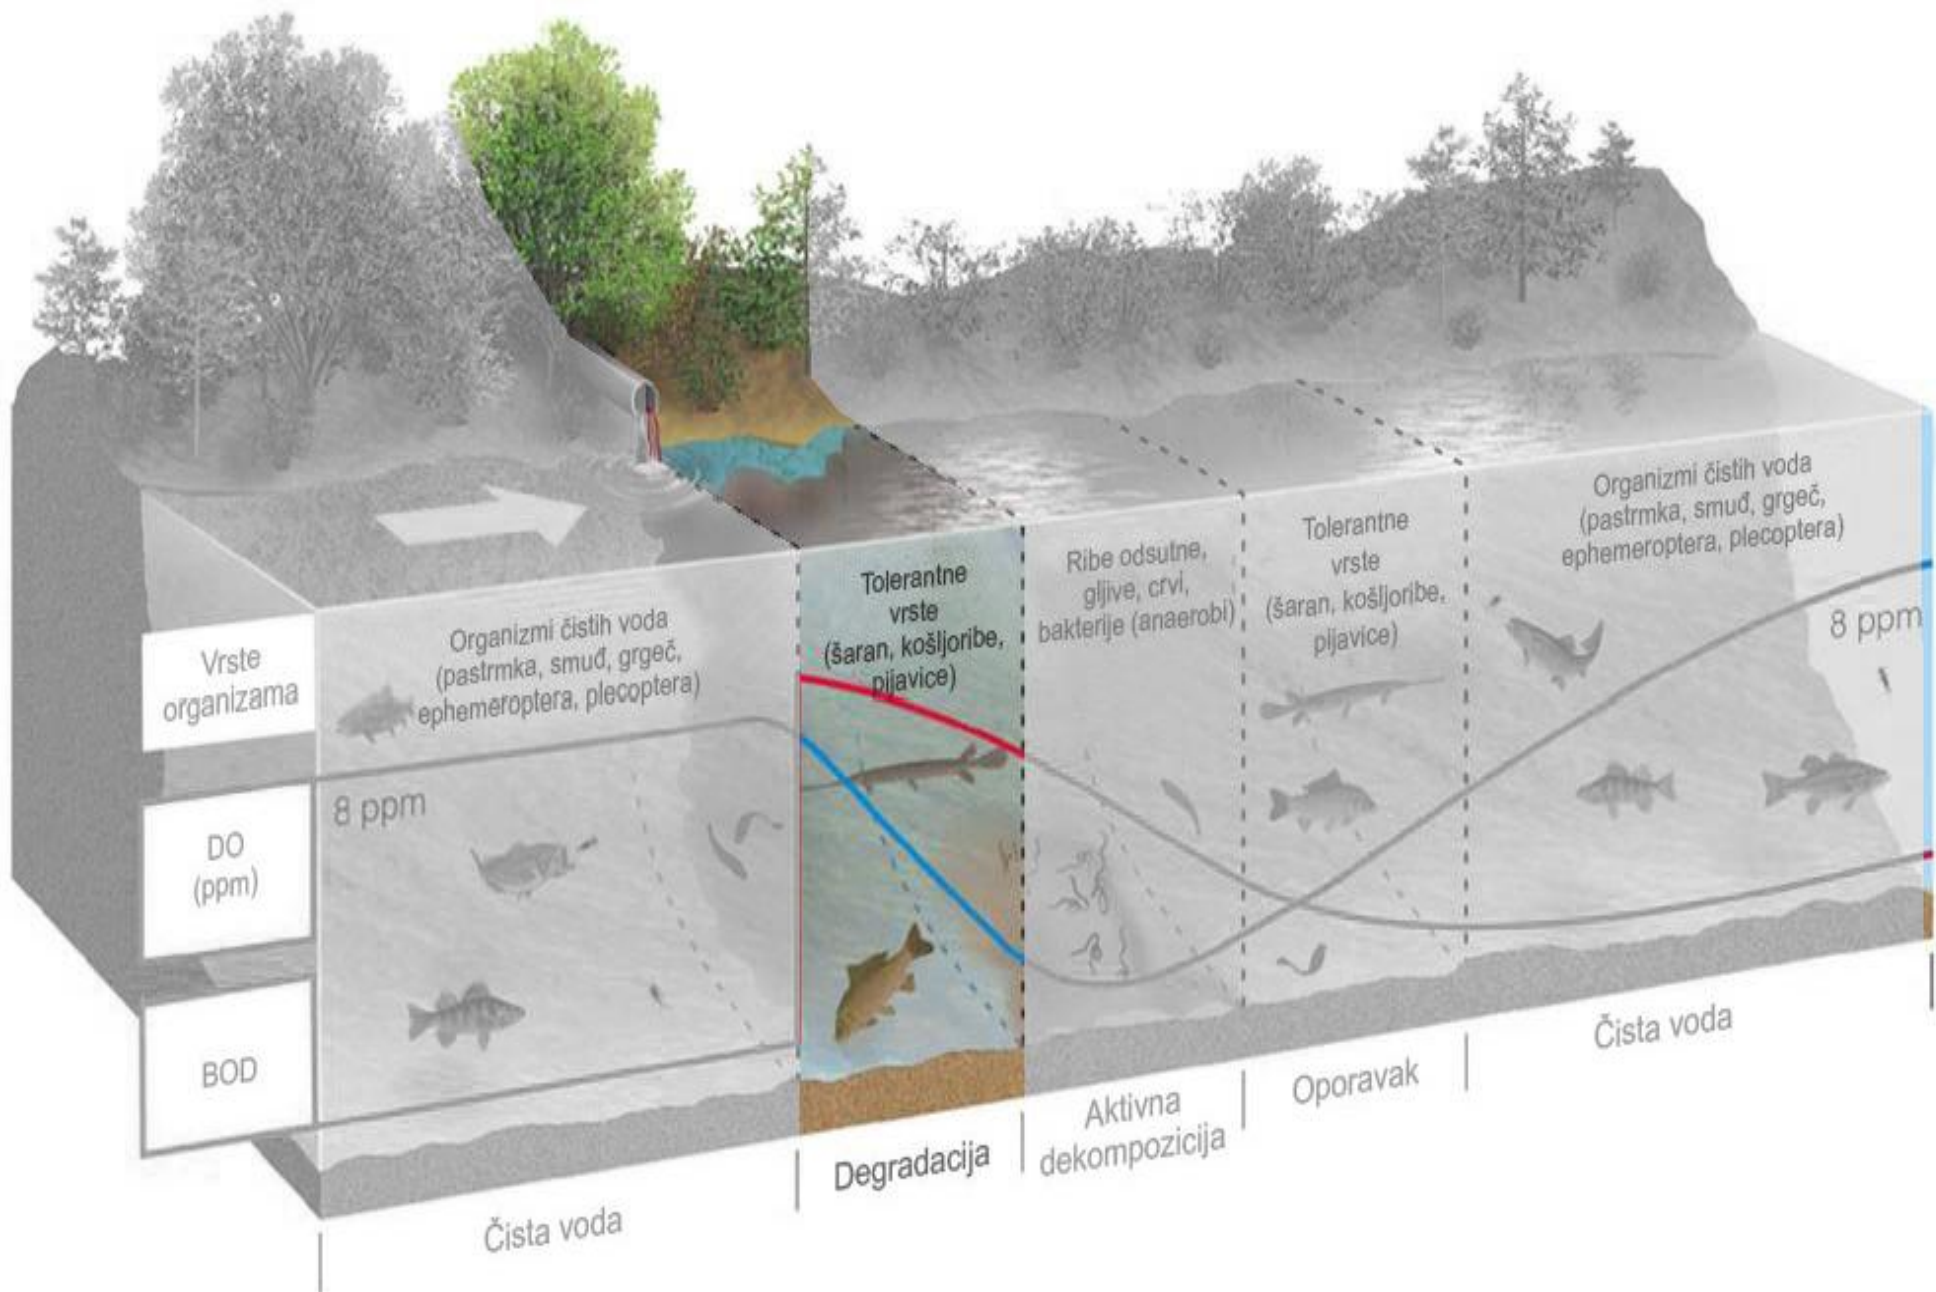 Vrste
organizama
DO
(ppm)
BOD
Organizmi čistih voda
(pastrmka, smuđ, grgeč,
ephemeroptera, plecoptera)
8 ppm
Tolerantne
vrste
(šaran, košljoribe,
pijavice)
Ribe odsutne,
gljive, crvi,
bakterije (anaerobi)
Tolerantne
vrste
(šaran, košljoribe,
pijavice)
Organizmi čistih voda
(pastrmka, smuđ, grgeč,
ephemeroptera, plecoptera)
8 ppm
Čista voda
Degradacija
Aktivna
dekompozicija
Oporavak
Čista voda